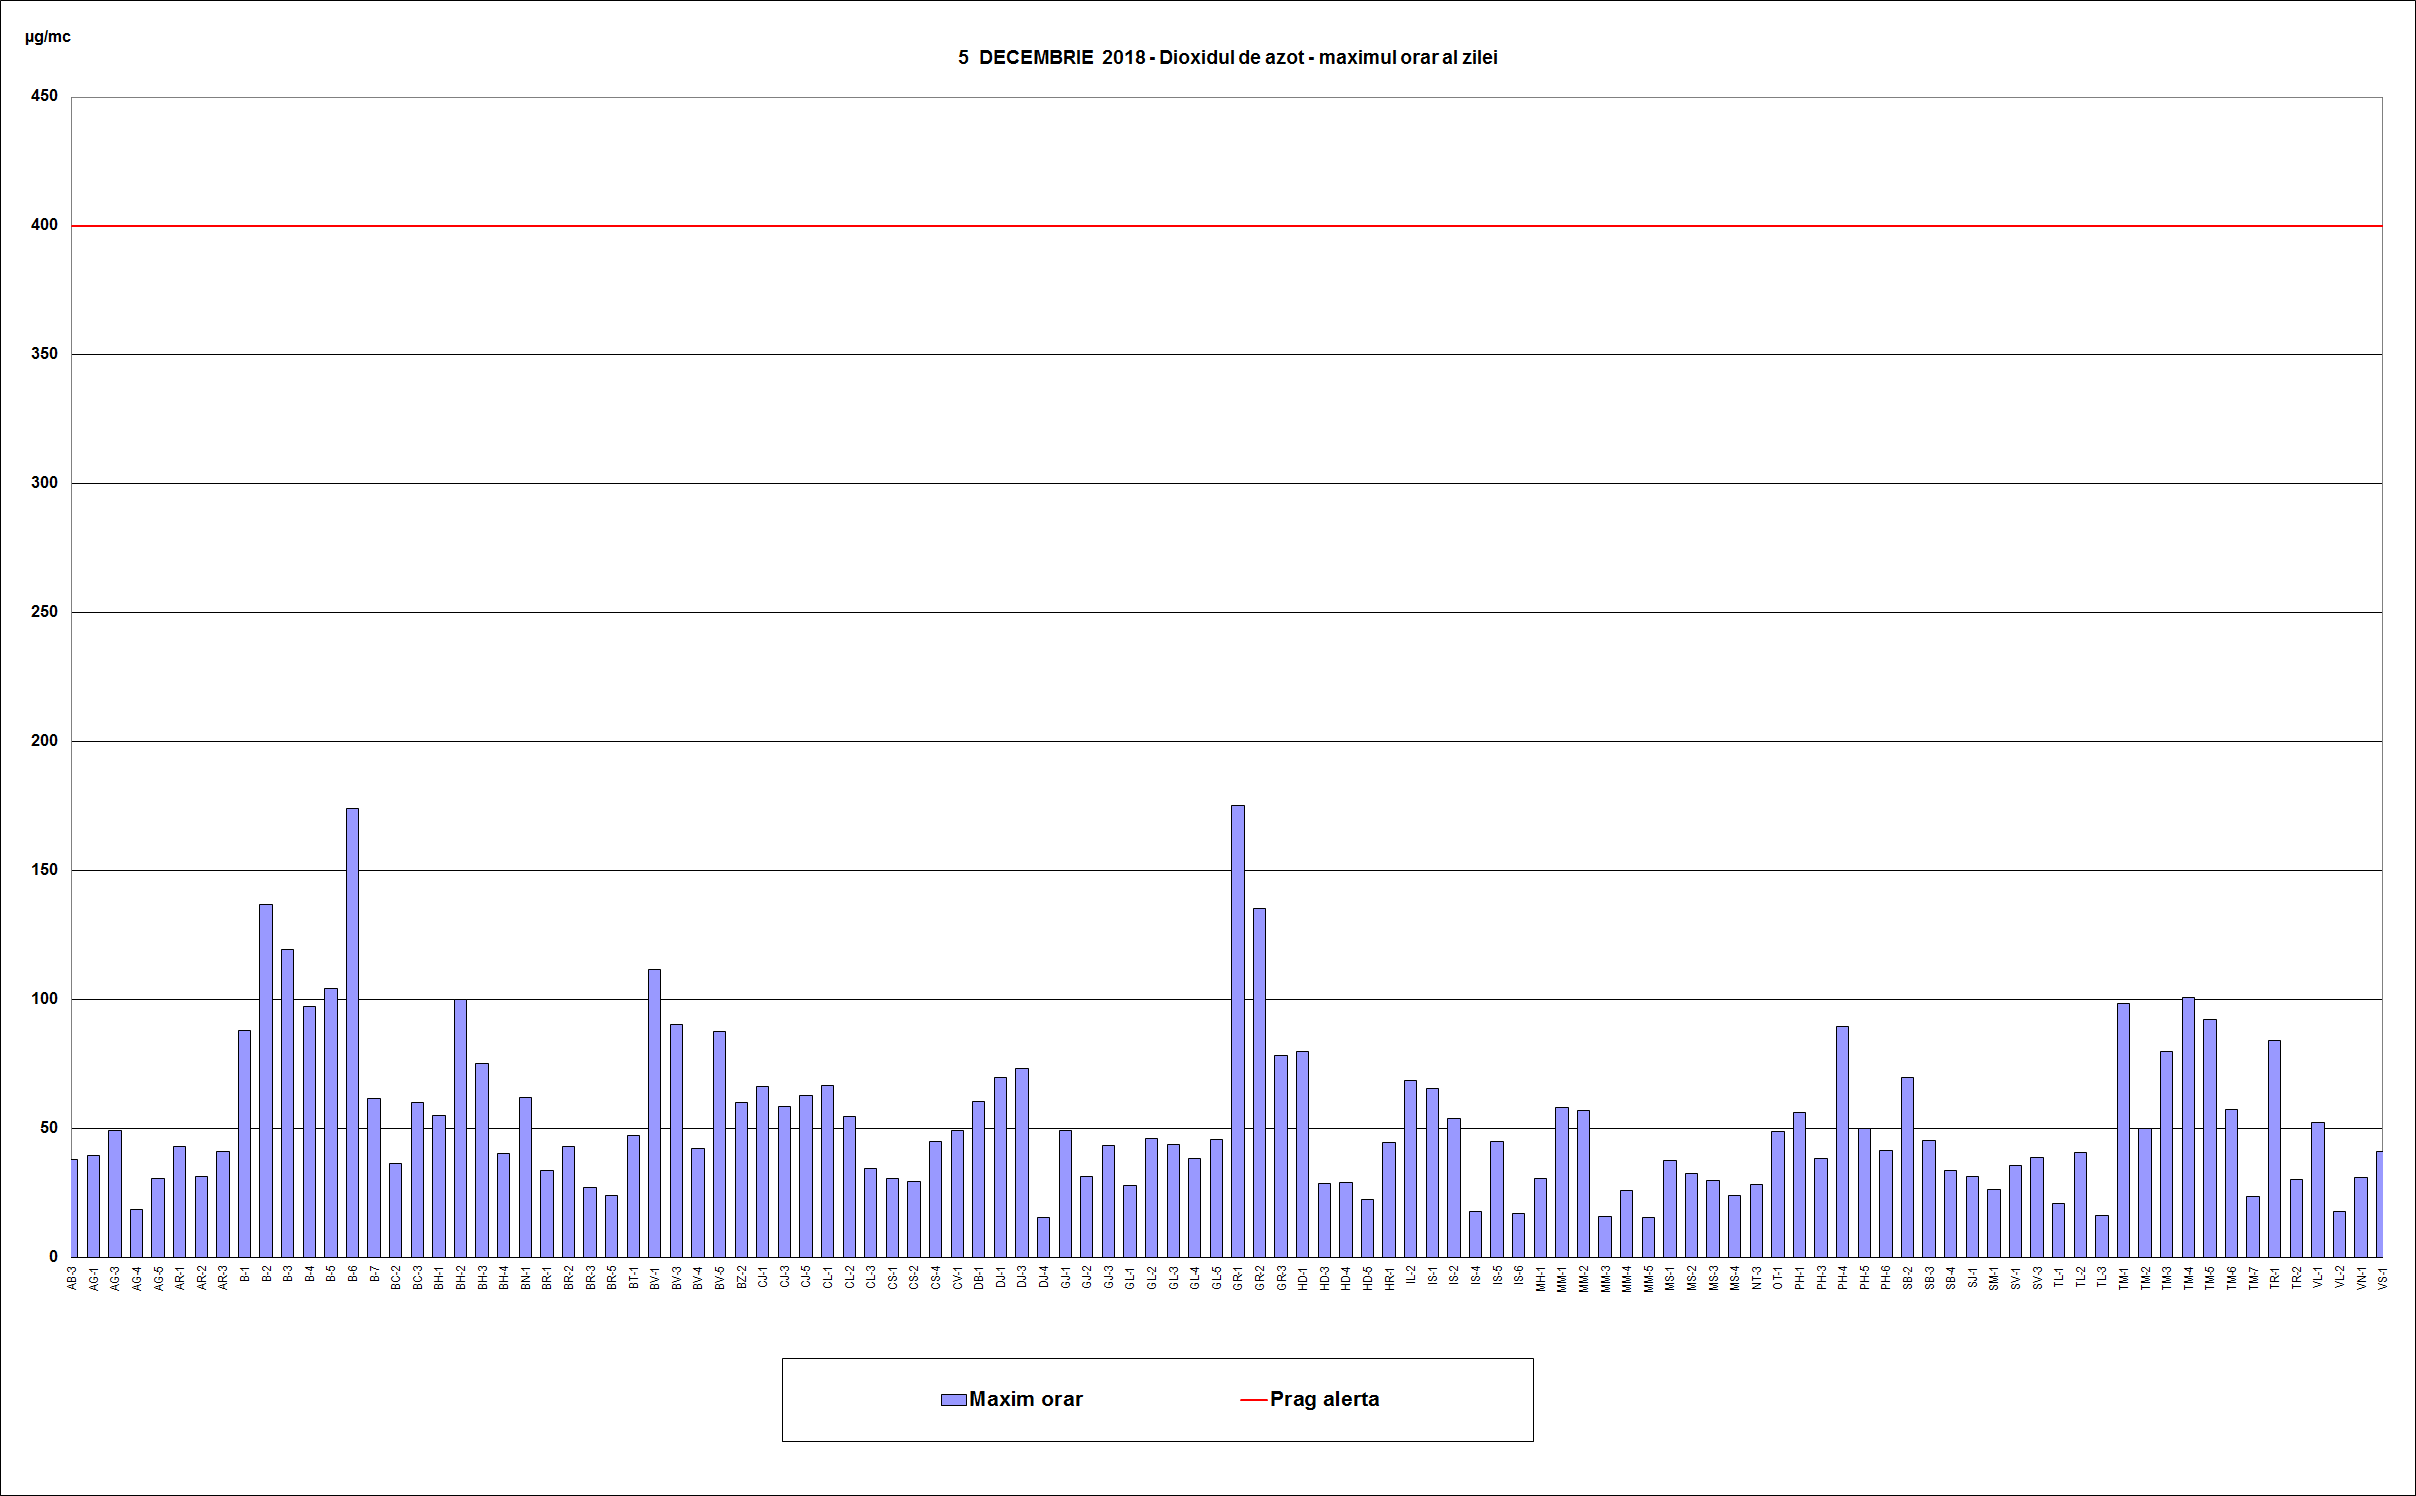 µg/mc
5 DECEMBRIE 2018 - Dioxidul de azot - maximul orar al zilei
450
400
350
300
250
200
150
100
50
0
AB-3 AG-1 AG-3 AG-4 AG-5 AR-1 AR-2 AR-3 B-1 B-2 B-3 B-4 B-5 B-6 B-7 BC-2 BC-3 BH-1 BH-2 BH-3 BH-4 BN-1 BR-1 BR-2 BR-3 BR-5 BT-1 BV-1 BV-3 BV-4 BV-5 BZ-2 CJ-1 CJ-3 CJ-5 CL-1 CL-2 CL-3 CS-1 CS-2 CS-4 CV-1 DB-1 DJ-1 DJ-3 DJ-4 GJ-1 GJ-2 GJ-3 GL-1 GL-2 GL-3 GL-4 GL-5 GR-1 GR-2 GR-3 HD-1 HD-3 HD-4 HD-5 HR-1 IL-2 IS-1 IS-2 IS-4 IS-5 IS-6 MH-1 MM-1 MM-2 MM-3 MM-4 MM-5 MS-1 MS-2 MS-3 MS-4 NT-3 OT-1 PH-1 PH-3 PH-4 PH-5 PH-6 SB-2 SB-3 SB-4 SJ-1 SM-1 SV-1 SV-3 TL-1 TL-2 TL-3 TM-1 TM-2 TM-3 TM-4 TM-5 TM-6 TM-7 TR-1 TR-2 VL-1 VL-2 VN-1 VS-1
Maxim orar Prag alerta